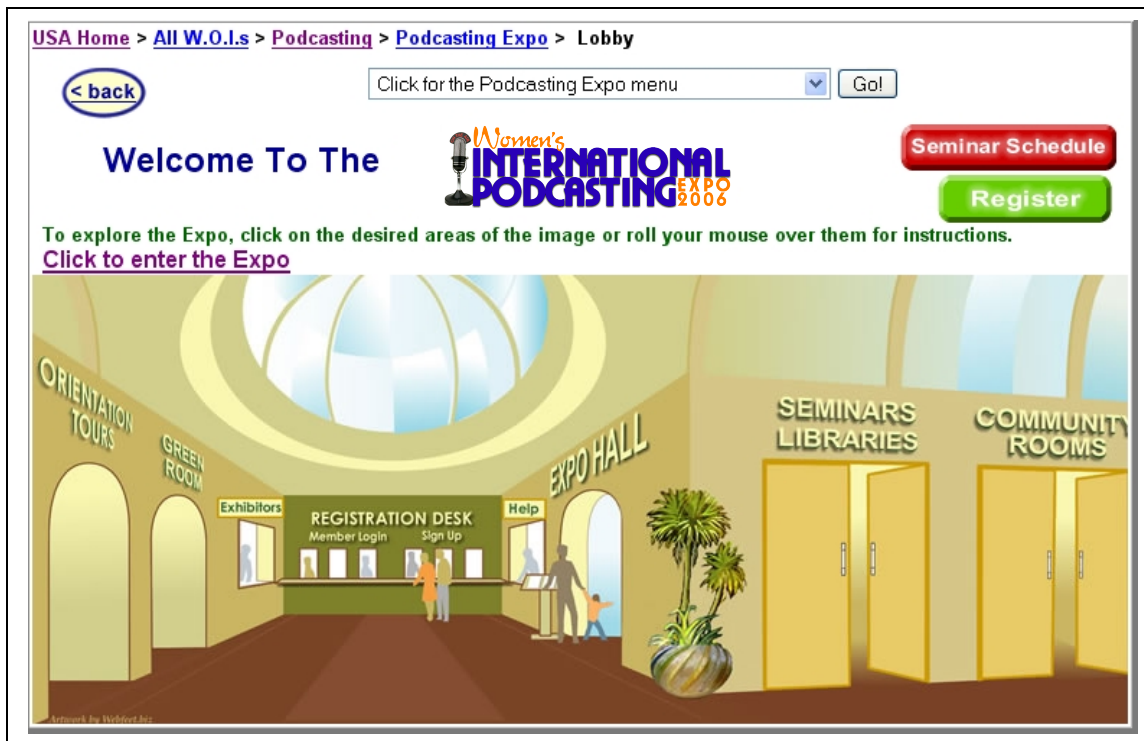 USA Home > All W.O.I.s > Podcasting > Podcasting Expo > Lobby
< back
Click for the Podcasting Expo menu
Go!
Welcome To The
Women's
INTERNATIONAL
PODCASTING
EXPO
2006
Seminar Schedule
Register
To explore the Expo, click on the desired areas of the image or roll your mouse over them for instructions.
Click to enter the Expo
ORIENTATION
TOURS
GREEN
ROOM
Exhibitors
REGISTRATION DESK
Member Login
Sign Up
Help
EXPO HALL
SEMINARS
LIBRARIES
COMMUNITY
ROOMS
Artwork by Webfeet.biz